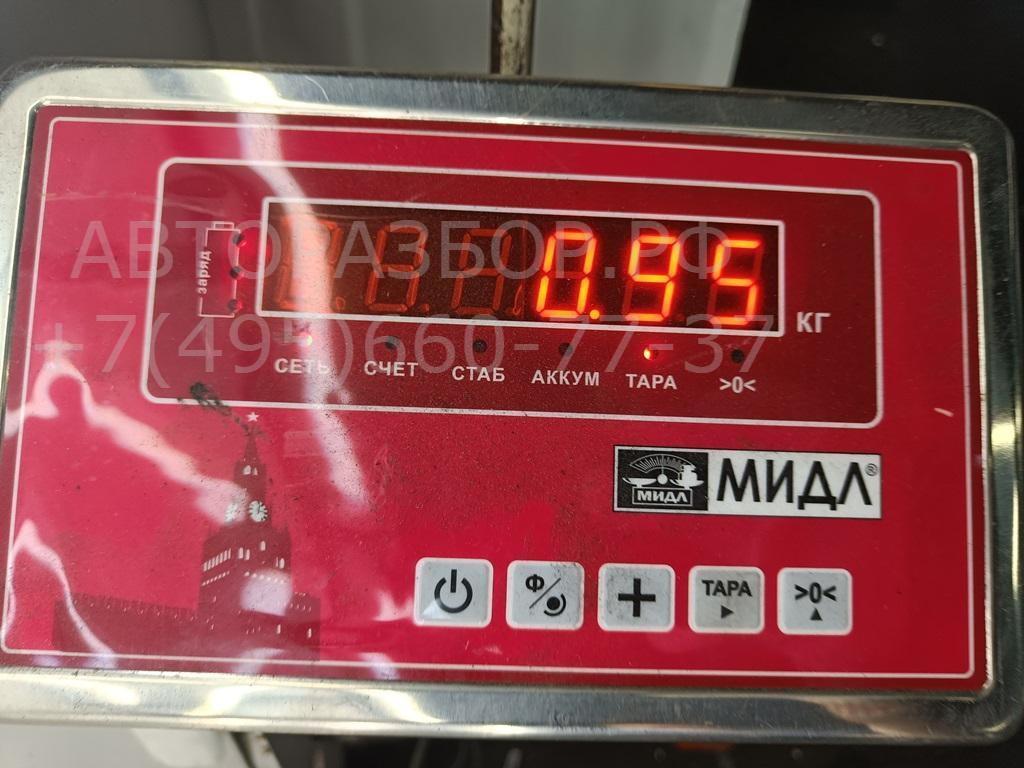 АВТОРАЗБОР.РФ
заряд
0.95
+7(495)660-77-37
КГ
СЕТЬ СЧЕТ СТАБ АККУМ ТАРА >0<
МИДЛ МИДЛ®
Ф ТАРА >0<